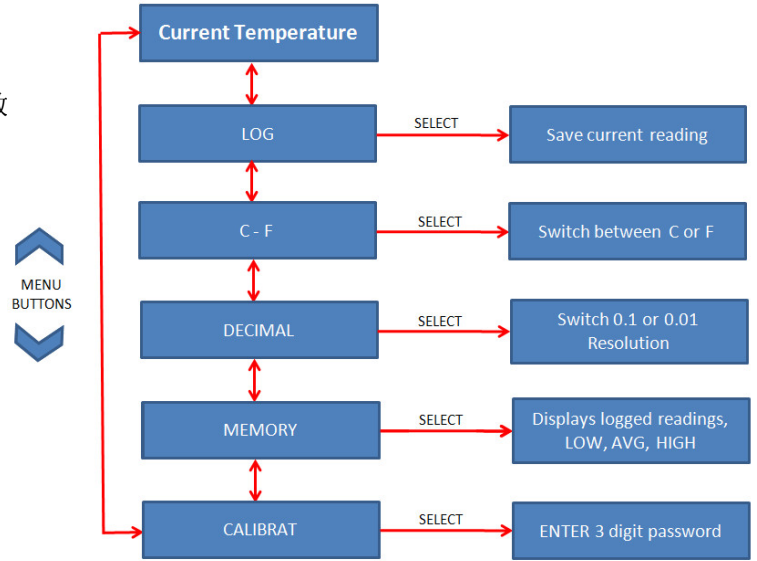 Current Temperature
LOG
SELECT
Save current reading
C - F
SELECT
Switch between C or F
MENU
BUTTONS
DECIMAL
SELECT
Switch 0.1 or 0.01
Resolution
MEMORY
SELECT
Displays logged readings,
LOW, AVG, HIGH
CALIBRAT
SELECT
ENTER 3 digit password